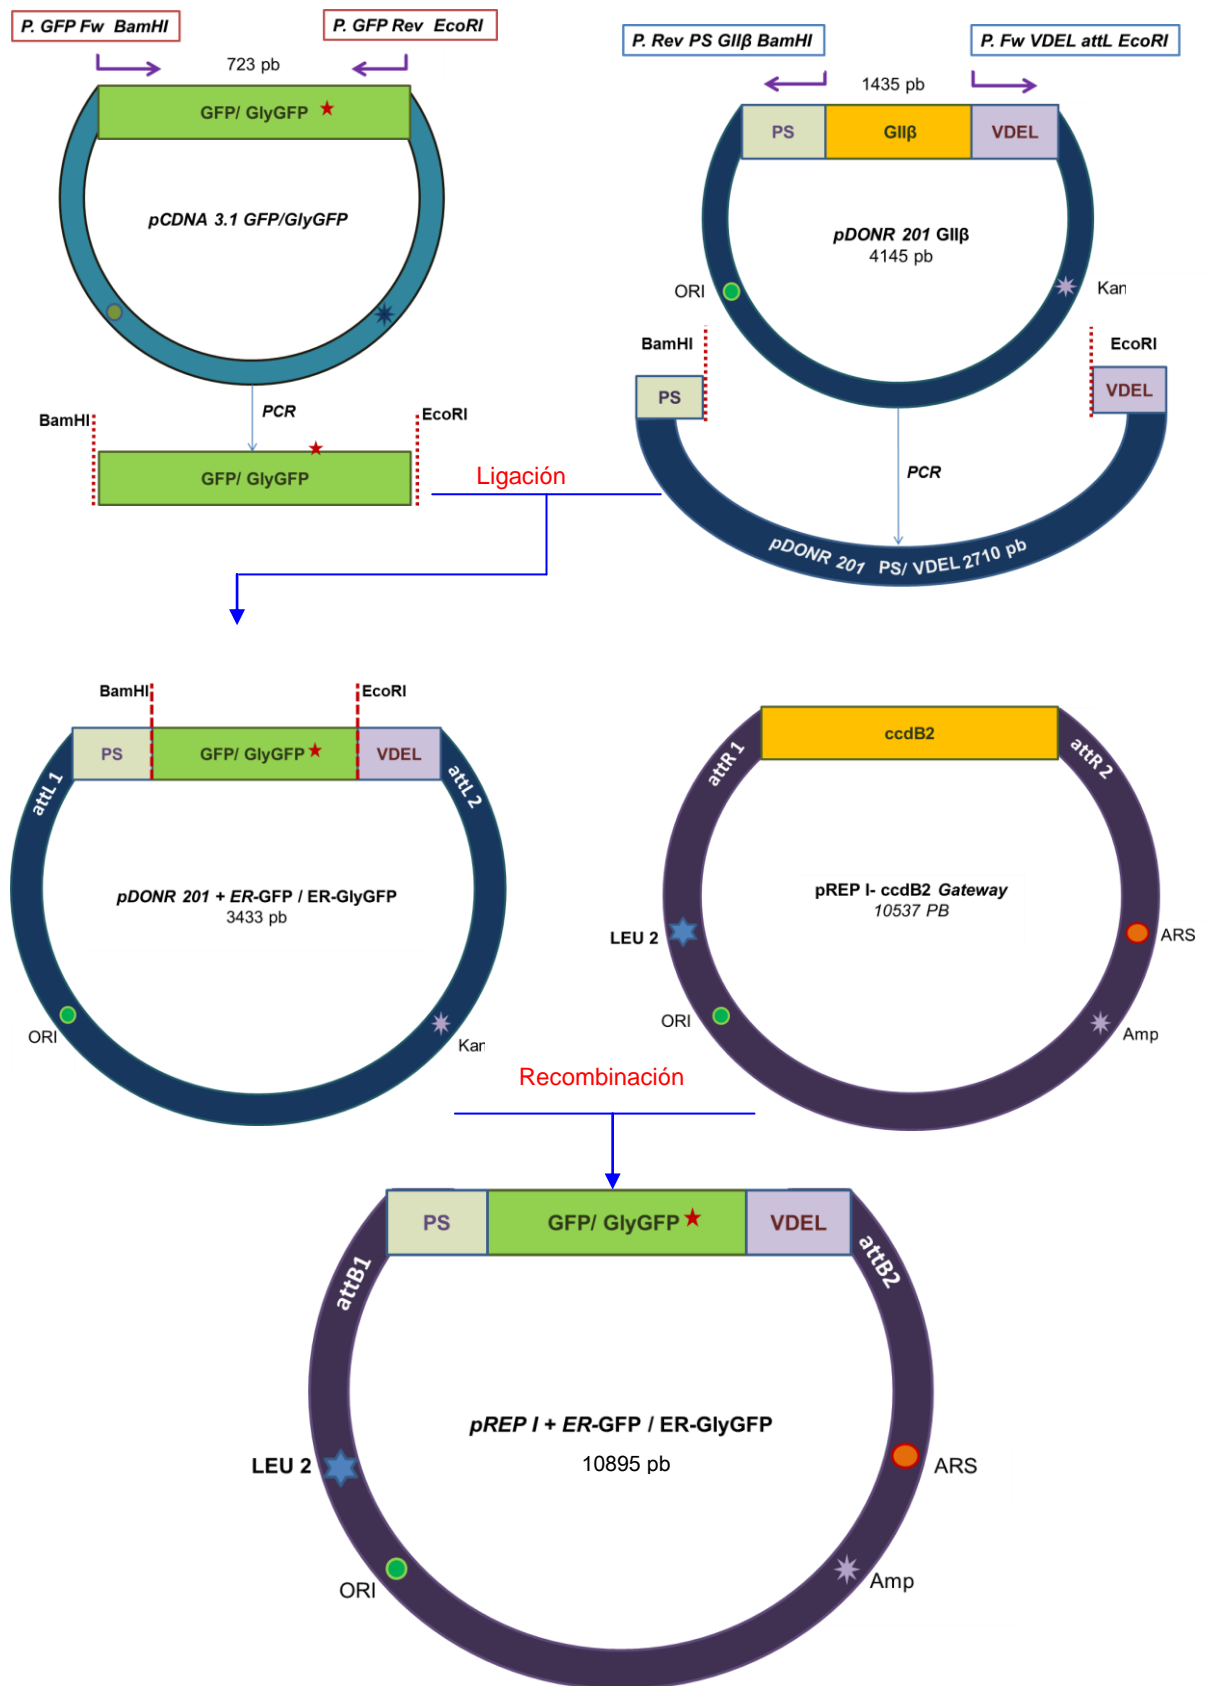 P. GFP Fw BamHI
P. GFP Rev EcoRI
723 pb
GFP/ GlyGFP
pCDNA 3.1 GFP/GlyGFP
PCR
BamHI
EcoRI
GFP/ GlyGFP
P. Rev PS GIIβ BamHI
P. Fw VDEL attL EcoRI
1435 pb
PS
GIIβ
VDEL
pDONR 201 GIIβ
4145 pb
ORI
Kan
BamHI
EcoRI
PS
VDEL
PCR
pDONR 201 PS/ VDEL 2710 pb
Ligación
BamHI
EcoRI
PS
GFP/ GlyGFP
VDEL
attL 1
attL 2
pDONR 201 + ER-GFP / ER-GlyGFP
3433 pb
ORI
Kan
ccdB2
attR 1
attR 2
pREP I- ccdB2 Gateway
10537 PB
LEU 2
ARS
ORI
Amp
Recombinación
PS
GFP/ GlyGFP
VDEL
attB1
attB2
pREP I + ER-GFP / ER-GlyGFP
10895 pb
LEU 2
ARS
ORI
Amp